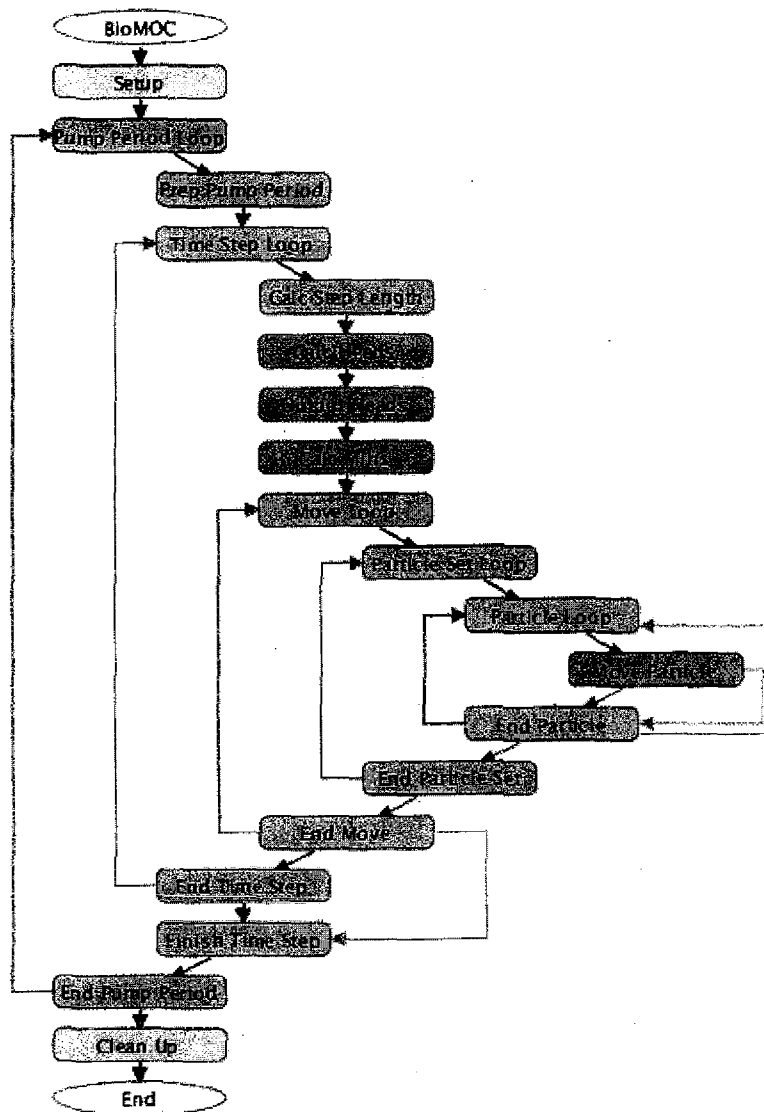 BioMOC
Setup
Pump Period Loop
Prep Pump Period
Time Step Loop
Calc Step Length
Move Loop
Particle Set Loop
Particle Loop
Move Particle
End Particle
End Particle Set
End Move
End Time Step
Finish Time Step
End Pump Period
Clean Up
End